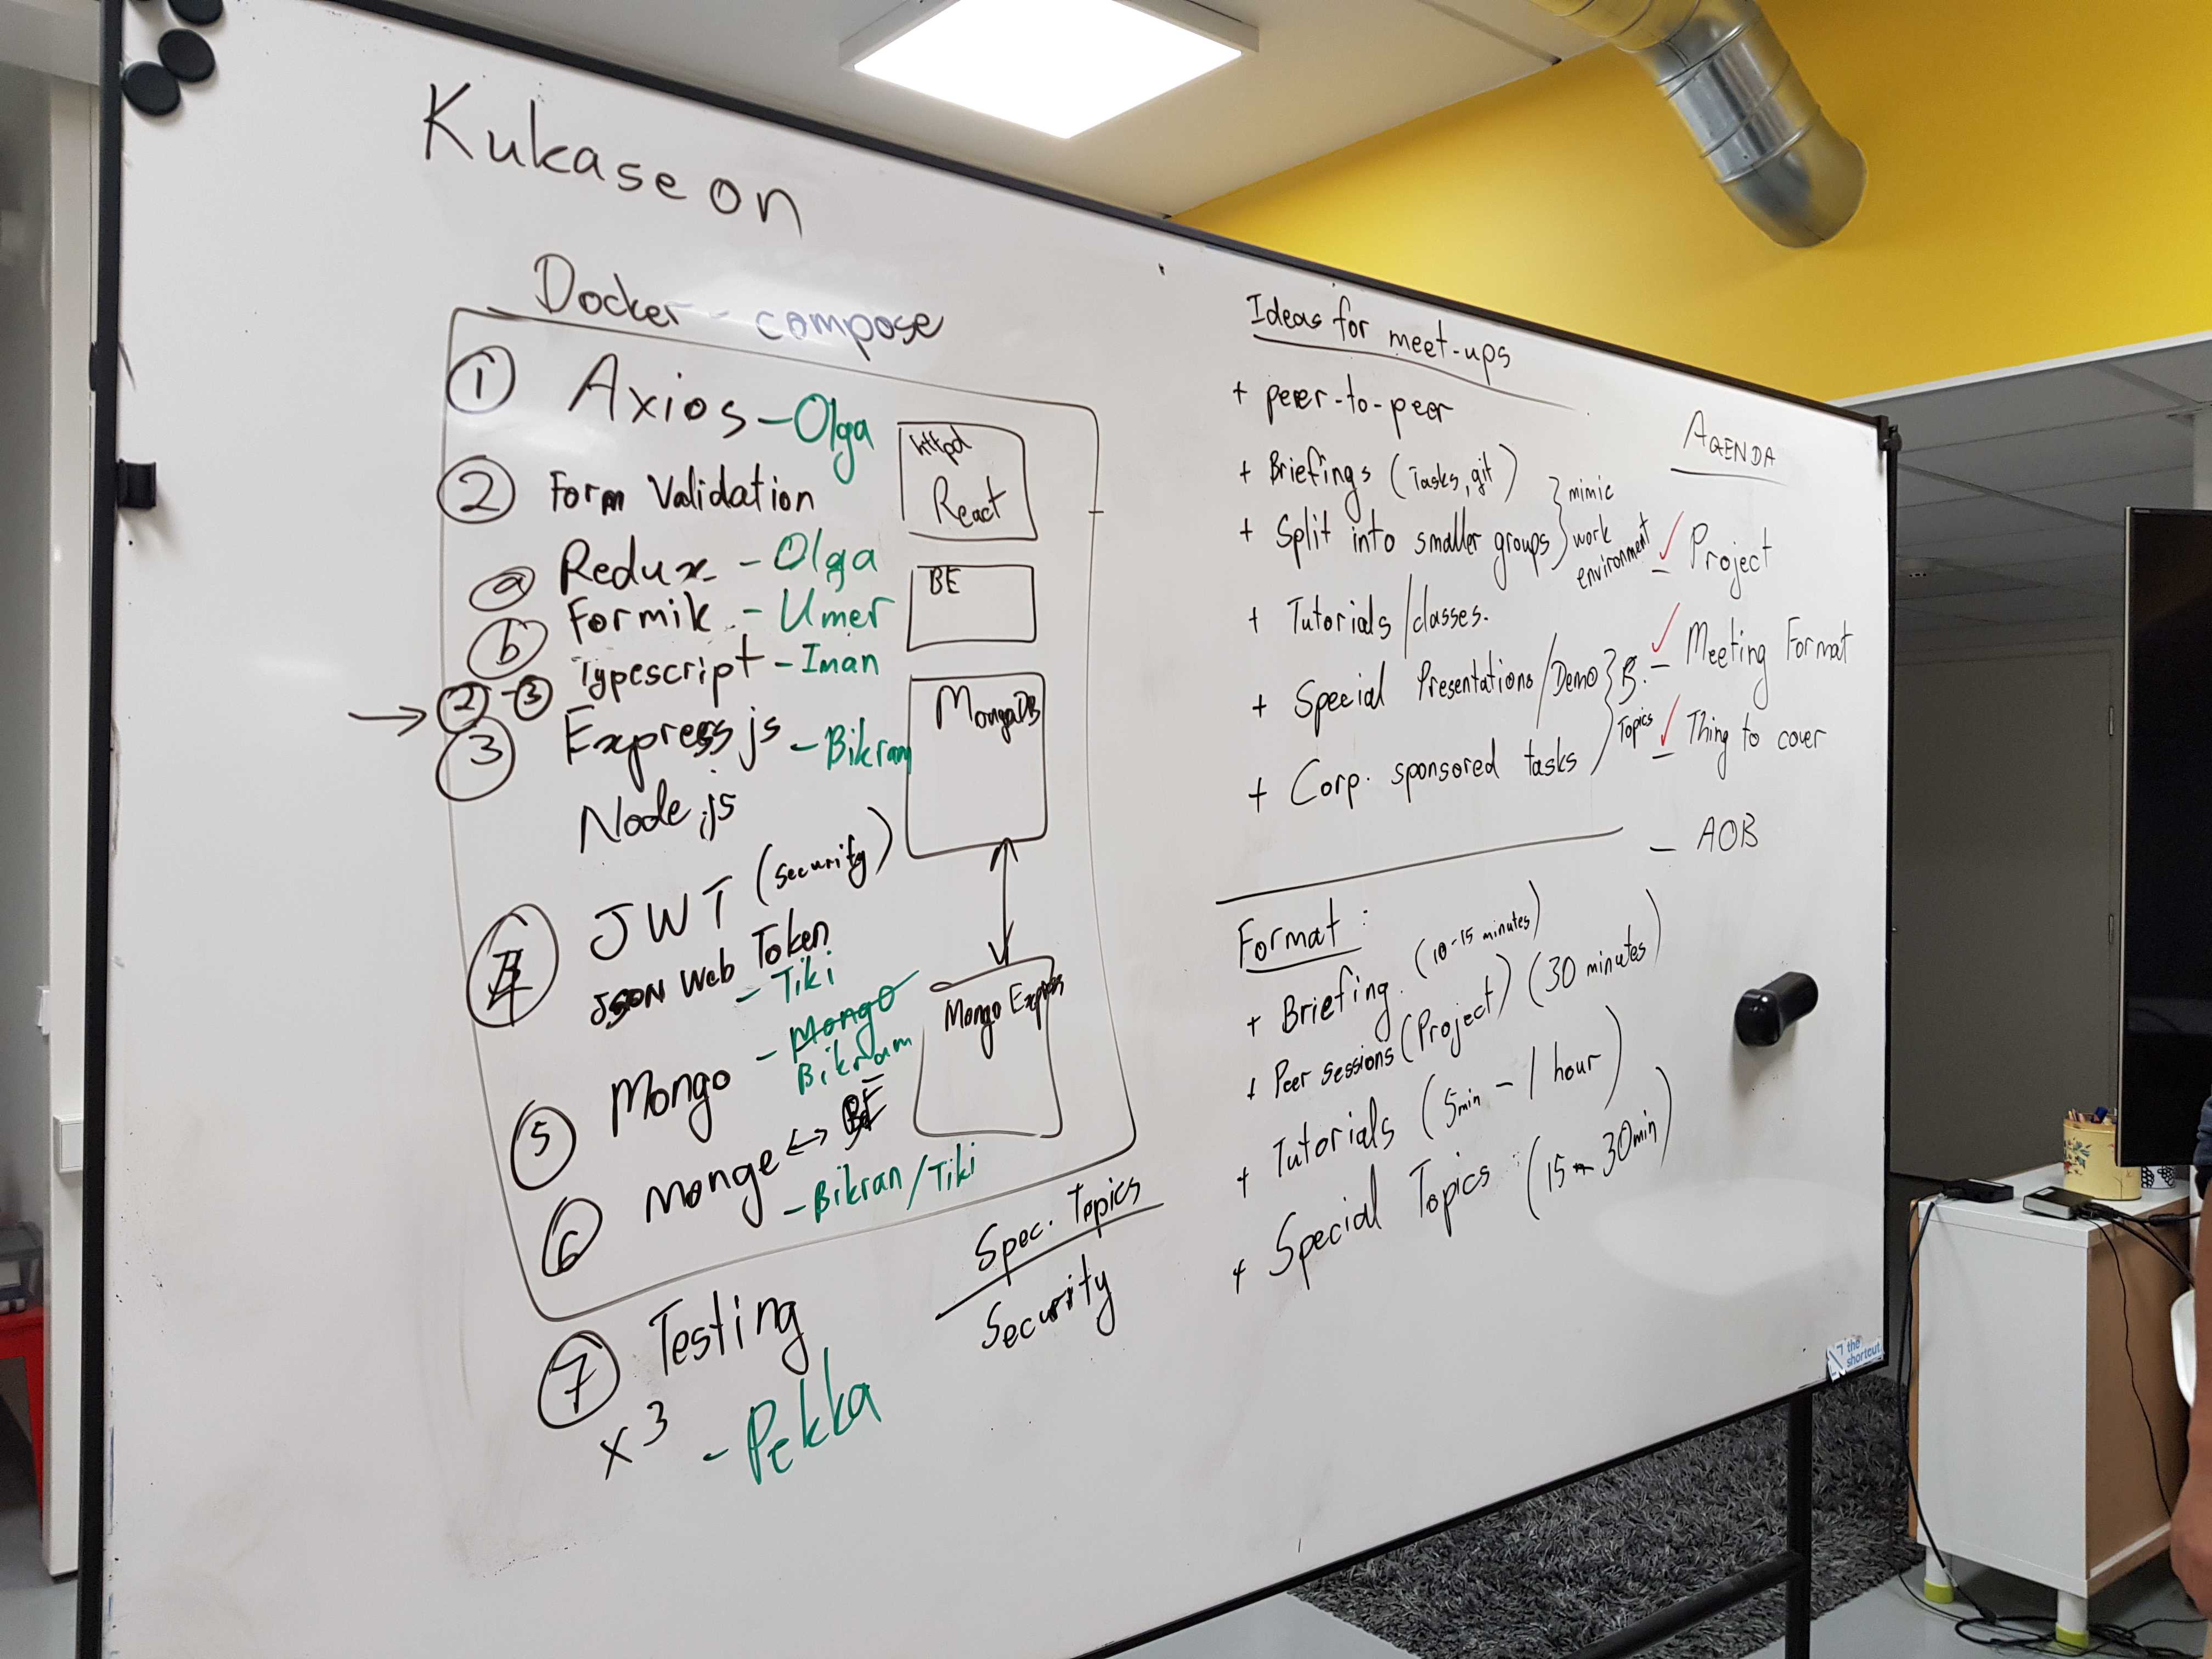 Kukaseon
Docker - compose
① Axios - Olga
② Form Validation
ⓐ Redux - Olga
ⓑ Formik - Umer
→ ② - ③ Typescript - Iman
③ Express js - Bikram
Node.js
④ JWT (security)
JSON Web Token
- Tiki
⑤ Mongo - Mongo
Bikram
⑥ monge ↔ BE
- Bikran / Tiki
⑦ Testing
x3 - Pekka
httpd
React
BE
MongoDB
Mongo Express
Spec. Topics
Security
Ideas for meet-ups
+ peer-to-peer
+ Briefings (Tasks, git)
+ Split into smaller groups
mimic
work
environment
+ Tutorials / classes.
+ Special Presentations / Demo
+ Corp. sponsored tasks
B.
Topics
Format :
+ Briefing. (10-15 minutes)
+ Peer sessions (Project) (30 minutes)
+ Tutorials (5min - 1 hour)
+ Special Topics : (15 - 30min)
AGENDA
✓ - Project
✓ - Meeting Format
✓ - Thing to cover
- AOB
the
shortcut